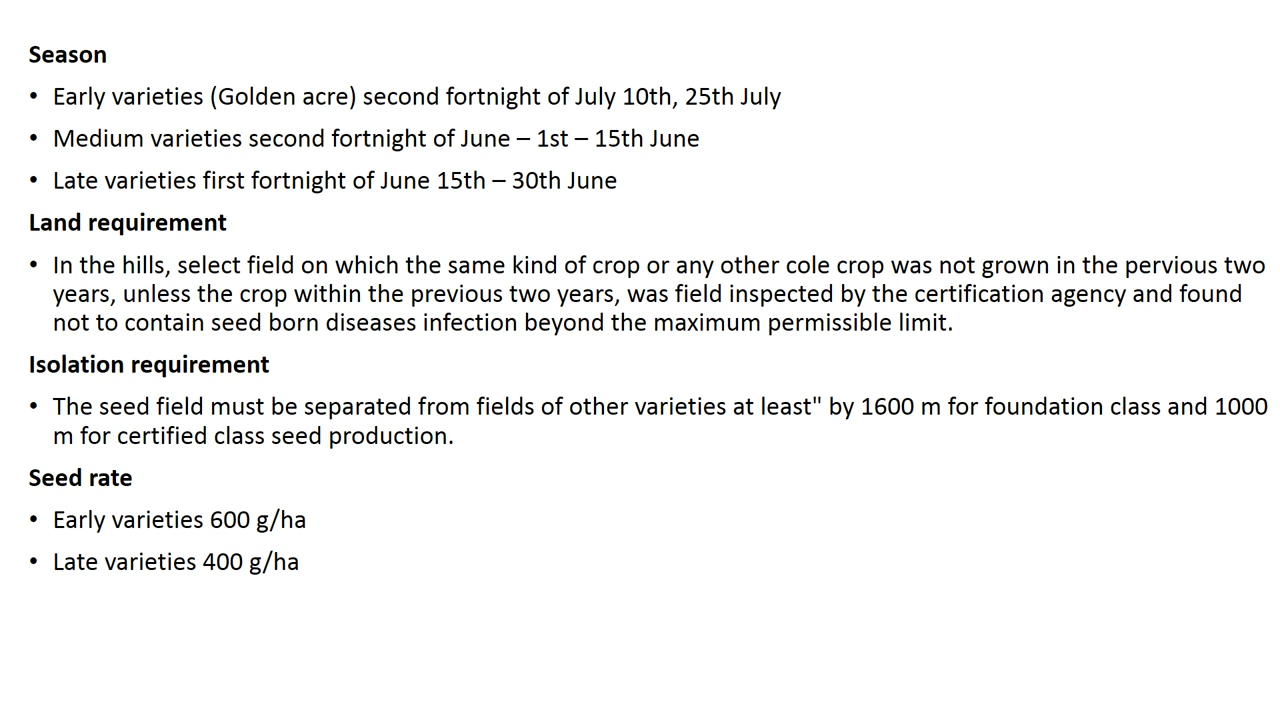 Season
• Early varieties (Golden acre) second fortnight of July 10th, 25th July
• Medium varieties second fortnight of June – 1st – 15th June
• Late varieties first fortnight of June 15th – 30th June
Land requirement
• In the hills, select field on which the same kind of crop or any other cole crop was not grown in the pervious two
years, unless the crop within the previous two years, was field inspected by the certification agency and found
not to contain seed born diseases infection beyond the maximum permissible limit.
Isolation requirement
• The seed field must be separated from fields of other varieties at least" by 1600 m for foundation class and 1000
m for certified class seed production.
Seed rate
• Early varieties 600 g/ha
• Late varieties 400 g/ha